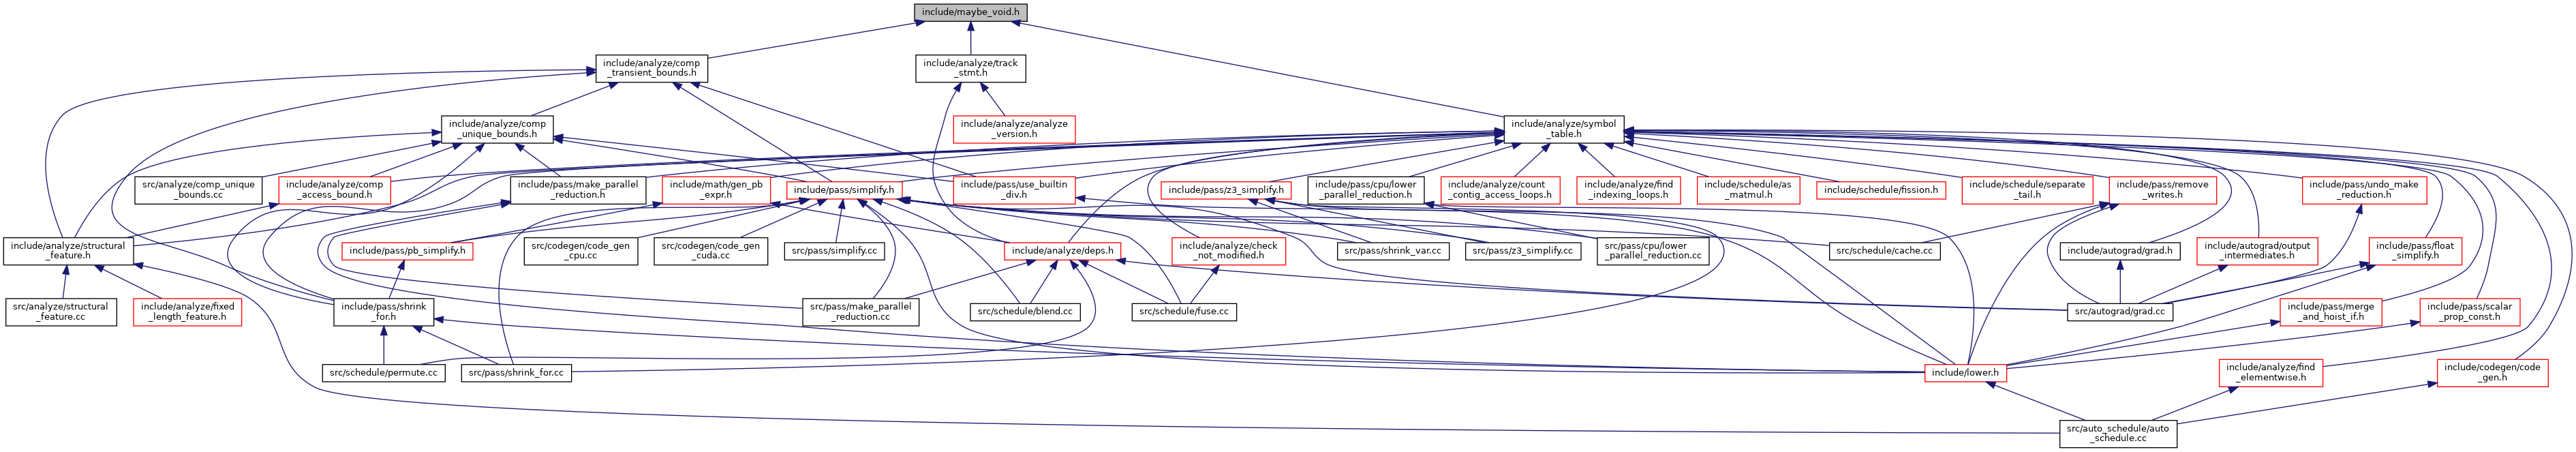 include/maybe_void.h
include/analyze/comp
_transient_bounds.h
include/analyze/track
_stmt.h
include/analyze/comp
_unique_bounds.h
include/analyze/analyze
_version.h
include/analyze/symbol
_table.h
src/analyze/comp_unique
_bounds.cc
include/analyze/comp
_access_bound.h
include/pass/make_parallel
_reduction.h
include/math/gen_pb
_expr.h
include/pass/simplify.h
include/pass/use_builtin
_div.h
include/pass/z3_simplify.h
include/pass/cpu/lower
_parallel_reduction.h
include/analyze/count
_contig_access_loops.h
include/analyze/find
_indexing_loops.h
include/schedule/as
_matmul.h
include/schedule/fission.h
include/schedule/separate
_tail.h
include/pass/remove
_writes.h
include/pass/undo_make
_reduction.h
include/analyze/structural
_feature.h
include/pass/pb_simplify.h
src/codegen/code_gen
_cpu.cc
src/codegen/code_gen
_cuda.cc
src/pass/simplify.cc
include/analyze/deps.h
include/analyze/check
_not_modified.h
src/pass/shrink_var.cc
src/pass/z3_simplify.cc
src/pass/cpu/lower
_parallel_reduction.cc
src/schedule/cache.cc
include/autograd/grad.h
include/autograd/output
_intermediates.h
include/pass/float
_simplify.h
src/analyze/structural
_feature.cc
include/analyze/fixed
_length_feature.h
include/pass/shrink
_for.h
src/pass/make_parallel
_reduction.cc
src/schedule/blend.cc
src/schedule/fuse.cc
src/autograd/grad.cc
include/pass/merge
_and_hoist_if.h
include/pass/scalar
_prop_const.h
src/schedule/permute.cc
src/pass/shrink_for.cc
include/lower.h
include/analyze/find
_elementwise.h
include/codegen/code
_gen.h
src/auto_schedule/auto
_schedule.cc